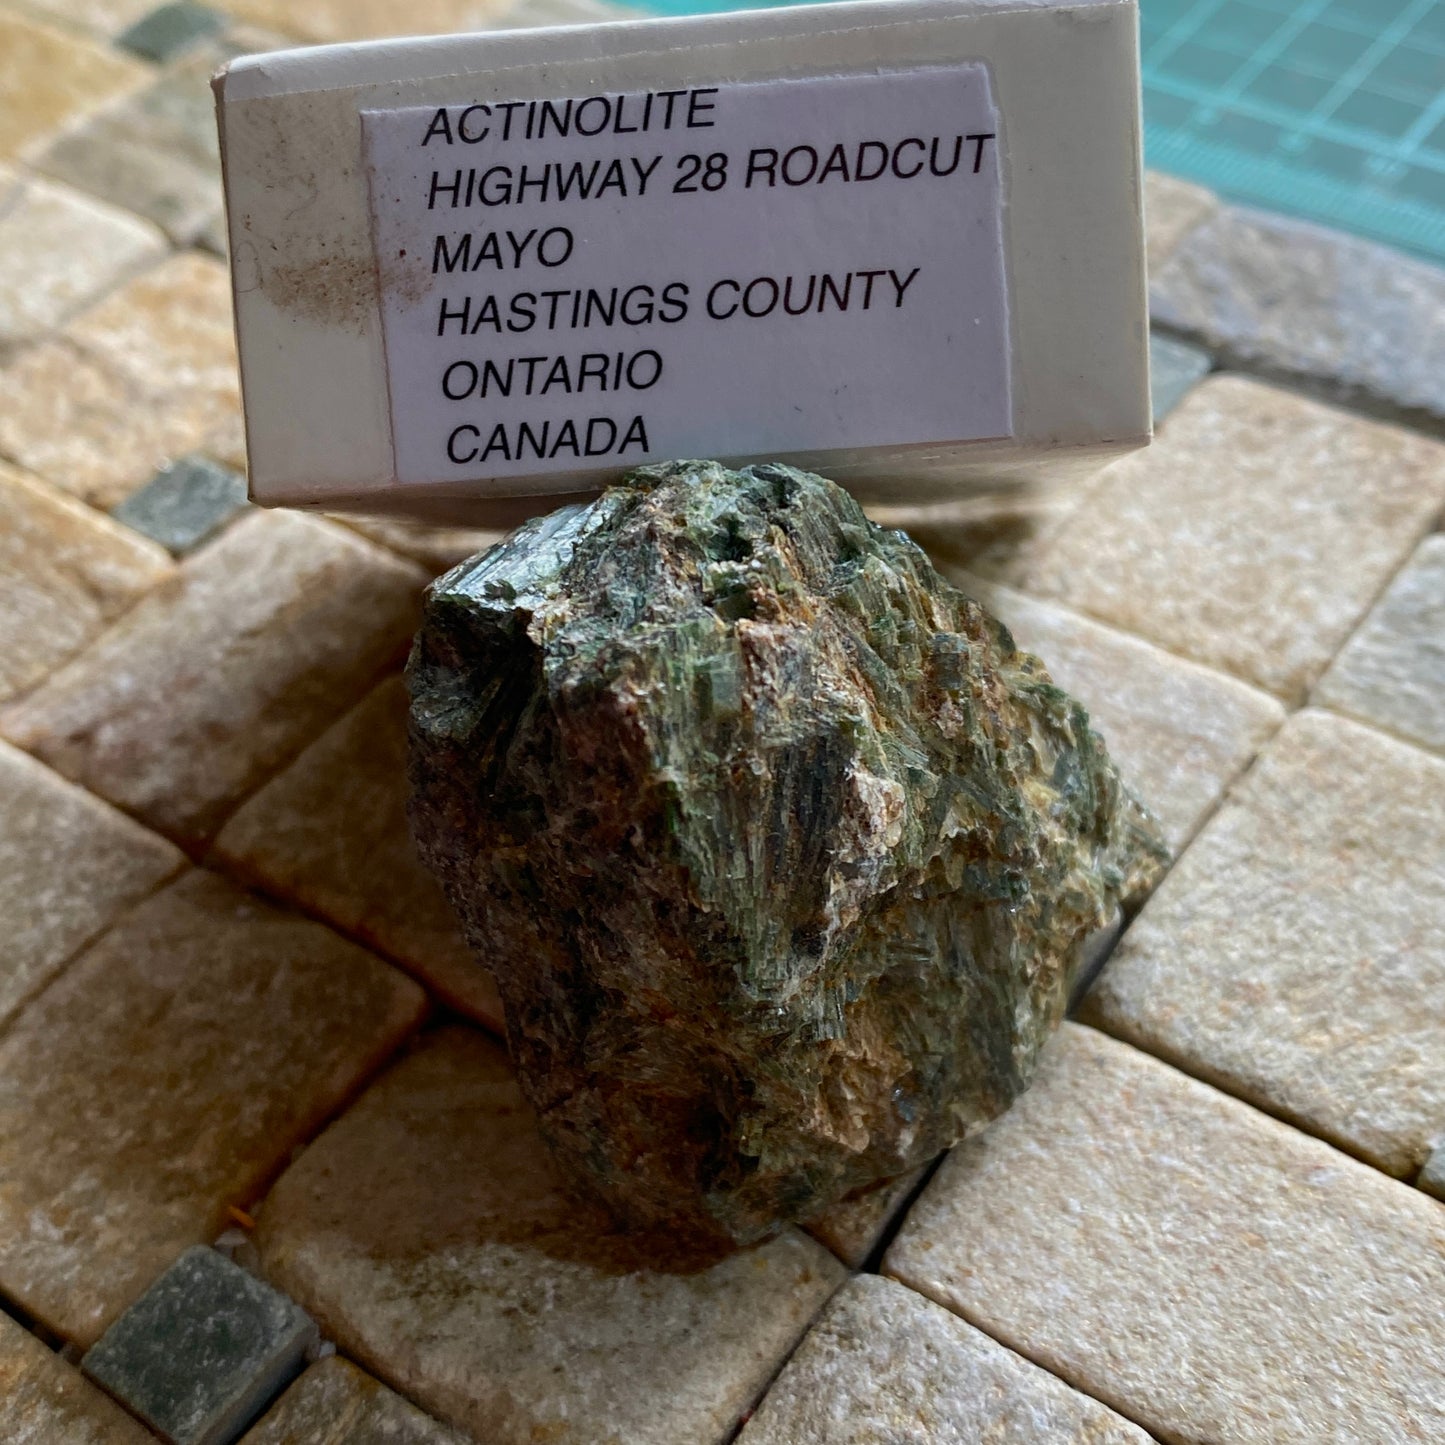 ACTINOLITE
HIGHWAY 28 ROADCUT
MAYO
HASTINGS COUNTY
ONTARIO
CANADA